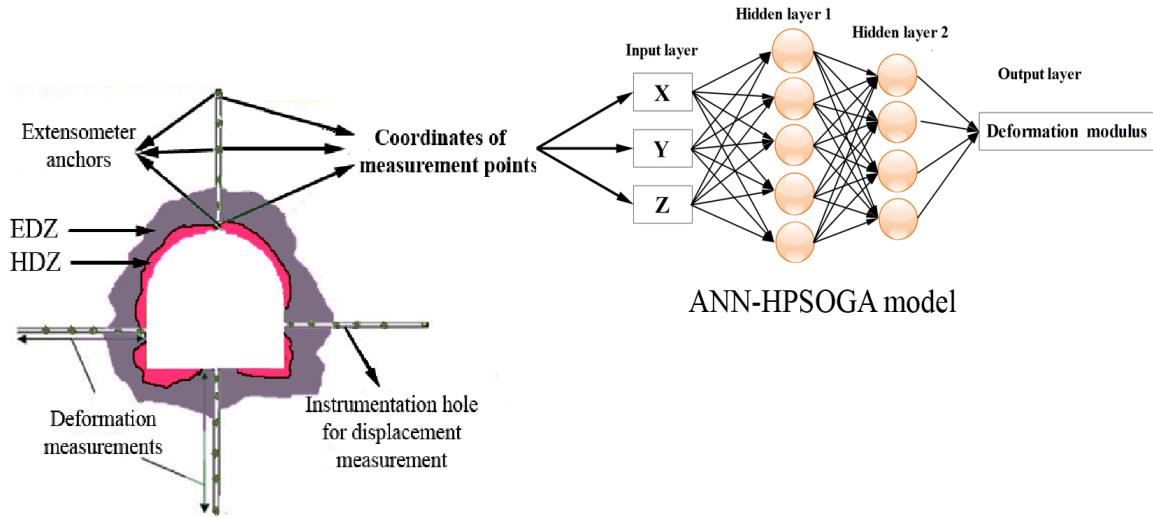 Extensometer
anchors
EDZ
HDZ
Deformation
measurements
Instrumentation hole
for displacement
measurement
Coordinates of
measurement points
Input layer
X
Y
Z
Hidden layer 1
Hidden layer 2
Output layer
Deformation modulus
ANN-HPSOGA model